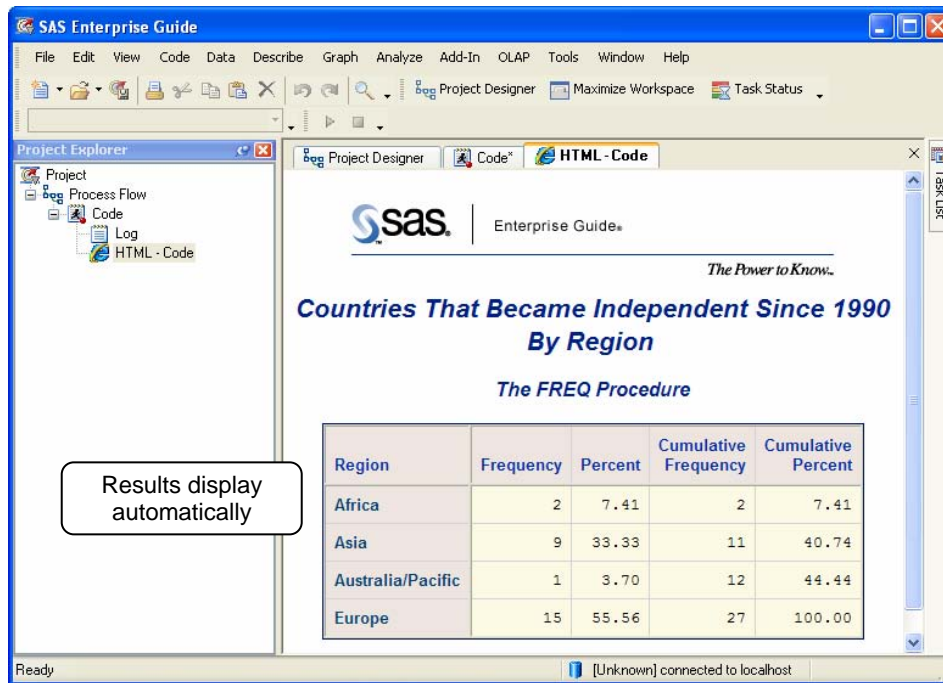 SAS Enterprise Guide
File Edit View Code Data Describe Graph Analyze Add-In OLAP Tools Window Help
Project Designer Maximize Workspace Task Status
Project Explorer
Project
Process Flow
Code
Log
HTML - Code
Project Designer Code* HTML - Code
Task List
sas. Enterprise Guide®
The Power to Know™
Countries That Became Independent Since 1990
By Region
The FREQ Procedure
Region Frequency Percent Cumulative Frequency Cumulative Percent
Africa 2 7.41 2 7.41
Asia 9 33.33 11 40.74
Australia/Pacific 1 3.70 12 44.44
Europe 15 55.56 27 100.00
Results display
automatically
Ready [Unknown] connected to localhost